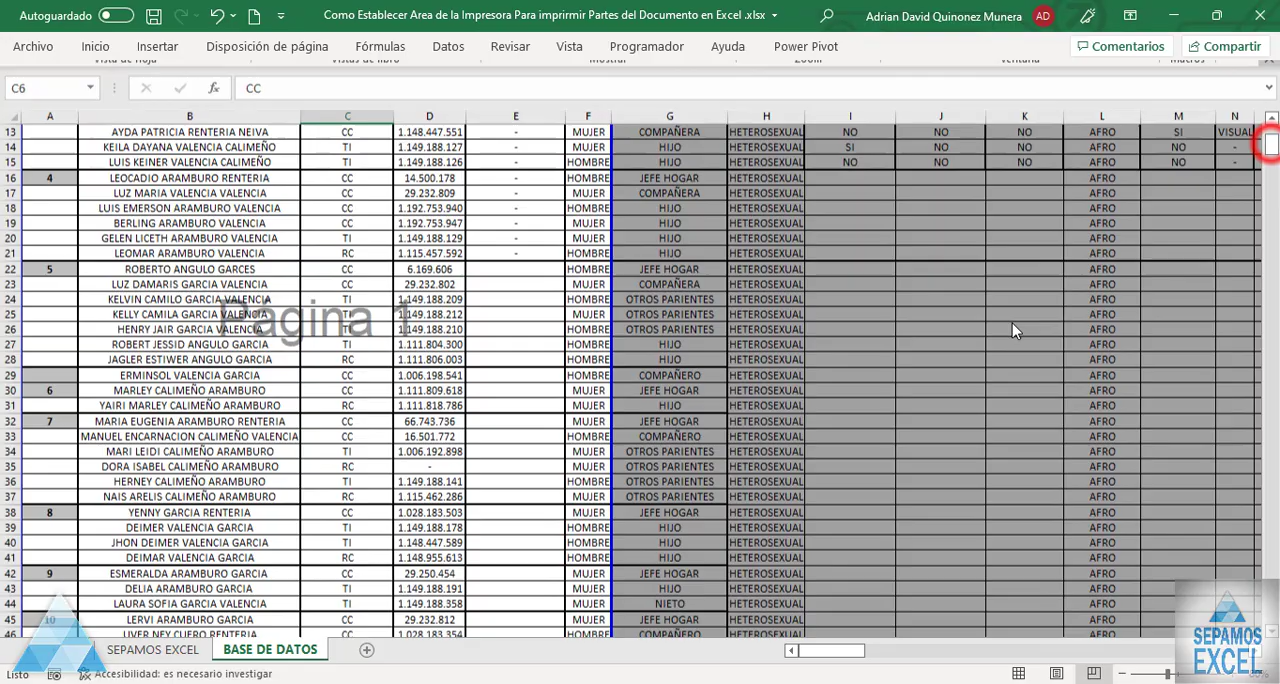 Autoguardado Como Establecer Area de la Impresora Para imprirmir Partes del Documento en Excel .xlsx Adrian David Quinonez Munera AD
Archivo Inicio Insertar Disposición de página Fórmulas Datos Revisar Vista Programador Ayuda Power Pivot Comentarios Compartir
C6 fx CC
A B C D E F G H I J K L M N
13 AYDA PATRICIA RENTERIA NEIVA CC 1.148.447.551 - MUJER COMPAÑERA HETEROSEXUAL NO NO NO AFRO SI VISUAL
14 KEILA DAYANA VALENCIA CALIMEÑO TI 1.149.188.127 - MUJER HIJO HETEROSEXUAL SI NO NO AFRO NO -
15 LUIS KEINER VALENCIA CALIMEÑO TI 1.149.188.126 - HOMBRE HIJO HETEROSEXUAL NO NO NO AFRO NO -
16 4 LEOCADIO ARAMBURO RENTERIA CC 14.500.178 - HOMBRE JEFE HOGAR HETEROSEXUAL AFRO
17 LUZ MARIA VALENCIA VALENCIA CC 29.232.809 - MUJER COMPAÑERA HETEROSEXUAL AFRO
18 LUIS EMERSON ARAMBURO VALENCIA CC 1.192.753.940 - HOMBRE HIJO HETEROSEXUAL AFRO
19 BERLING ARAMBURO VALENCIA CC 1.192.753.947 - MUJER HIJO HETEROSEXUAL AFRO
20 GELEN LICETH ARAMBURO VALENCIA TI 1.149.188.129 - MUJER HIJO HETEROSEXUAL AFRO
21 LEOMAR ARAMBURO VALENCIA RC 1.115.457.592 - HOMBRE HIJO HETEROSEXUAL AFRO
22 5 ROBERTO ANGULO GARCES CC 6.169.606 HOMBRE JEFE HOGAR HETEROSEXUAL AFRO
23 LUZ DAMARIS GARCIA VALENCIA CC 29.232.802 MUJER COMPAÑERA HETEROSEXUAL AFRO
24 KELVIN CAMILO GARCIA VALENCIA TI 1.149.188.209 HOMBRE OTROS PARIENTES HETEROSEXUAL AFRO
25 KELLY CAMILA GARCIA VALENCIA TI 1.149.188.212 MUJER OTROS PARIENTES HETEROSEXUAL AFRO
26 HENRY JAIR GARCIA VALENCIA TI 1.149.188.210 HOMBRE OTROS PARIENTES HETEROSEXUAL AFRO
Página 1
27 ROBERT JESSID ANGULO GARCIA TI 1.111.804.300 HOMBRE HIJO HETEROSEXUAL AFRO
28 JAGLER ESTIWER ANGULO GARCIA RC 1.111.806.003 HOMBRE HIJO HETEROSEXUAL AFRO
29 ERMINSOL VALENCIA GARCIA CC 1.006.198.541 HOMBRE COMPAÑERO HETEROSEXUAL AFRO
30 6 MARLEY CALIMEÑO ARAMBURO CC 1.111.809.618 MUJER JEFE HOGAR HETEROSEXUAL AFRO
31 YAIRI MARLEY CALIMEÑO ARAMBURO RC 1.111.818.786 MUJER HIJO HETEROSEXUAL AFRO
32 7 MARIA EUGENIA ARAMBURO RENTERIA CC 66.743.736 MUJER JEFE HOGAR HETEROSEXUAL AFRO
33 MANUEL ENCARNACION CALIMEÑO VALENCIA CC 16.501.772 HOMBRE COMPAÑERO HETEROSEXUAL AFRO
34 MARI LEIDI CALIMEÑO ARAMBURO TI 1.006.192.898 MUJER OTROS PARIENTES HETEROSEXUAL AFRO
35 DORA ISABEL CALIMEÑO ARAMBURO RC - MUJER OTROS PARIENTES HETEROSEXUAL AFRO
36 HERNEY CALIMEÑO ARAMBURO TI 1.149.188.141 HOMBRE OTROS PARIENTES HETEROSEXUAL AFRO
37 NAIS ARELIS CALIMEÑO ARAMBURO RC 1.115.462.286 MUJER OTROS PARIENTES HETEROSEXUAL AFRO
38 8 YENNY GARCIA RENTERIA CC 1.028.183.503 MUJER JEFE HOGAR HETEROSEXUAL AFRO
39 DEIMER VALENCIA GARCIA TI 1.149.188.178 HOMBRE HIJO HETEROSEXUAL AFRO
40 JHON DEIMER VALENCIA GARCIA TI 1.148.447.589 HOMBRE HIJO HETEROSEXUAL AFRO
41 DEIMAR VALENCIA GARCIA RC 1.148.955.613 HOMBRE HIJO HETEROSEXUAL AFRO
42 9 ESMERALDA ARAMBURO GARCIA CC 29.250.454 MUJER JEFE HOGAR HETEROSEXUAL AFRO
43 DELIA ARAMBURO GARCIA TI 1.149.188.191 MUJER HIJO HETEROSEXUAL AFRO
44 LAURA SOFIA GARCIA VALENCIA TI 1.149.188.358 MUJER NIETO HETEROSEXUAL AFRO
45 10 LERVI ARAMBURO GARCIA CC 29.232.812 MUJER JEFE HOGAR HETEROSEXUAL AFRO
46 LIVER NEY CUERO RENTERIA CC 1.028.183.354 HOMBRE COMPAÑERO HETEROSEXUAL AFRO
SEPAMOS EXCEL BASE DE DATOS
Listo Accesibilidad: es necesario investigar
SEPAMOS
EXCEL